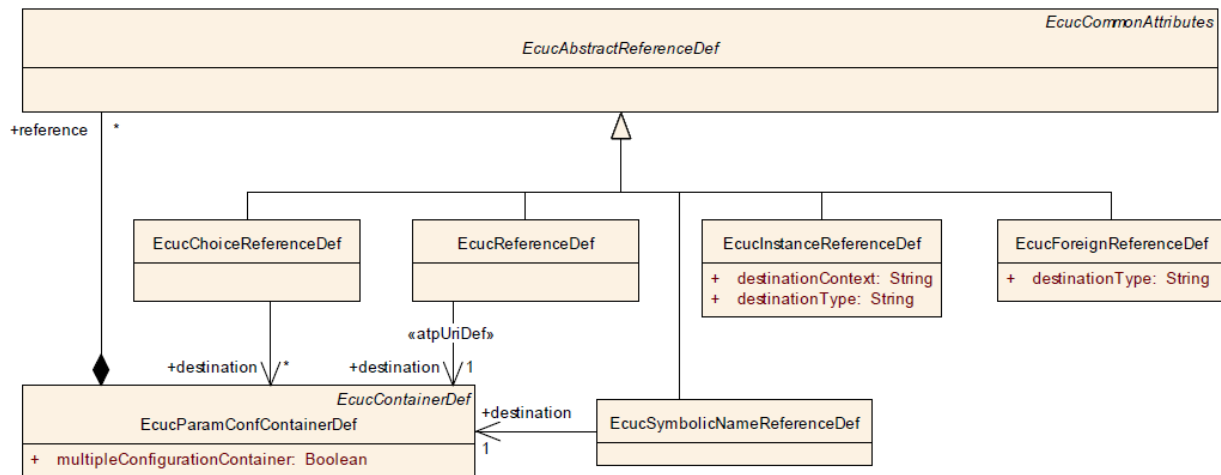 EcucCommonAttributes
EcucAbstractReferenceDef
+reference *
EcucChoiceReferenceDef
EcucReferenceDef
EcucInstanceReferenceDef
+ destinationContext: String
+ destinationType: String
EcucForeignReferenceDef
+ destinationType: String
«atpUriDef»
+destination *
+destination 1
EcucContainerDef
EcucParamConfContainerDef
+ multipleConfigurationContainer: Boolean
+destination
1
EcucSymbolicNameReferenceDef